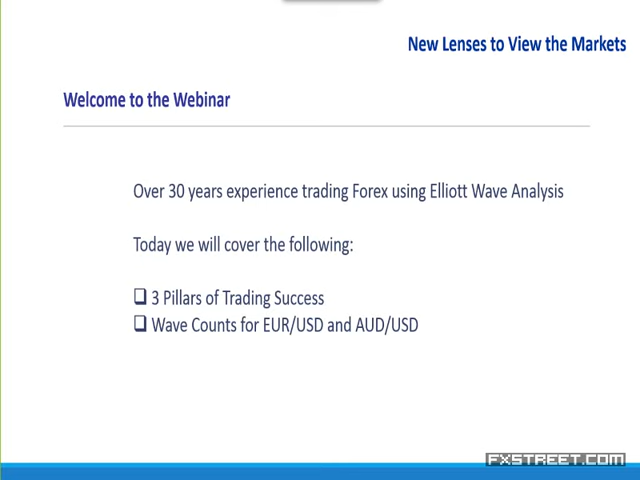 New Lenses to View the Markets
Welcome to the Webinar
Over 30 years experience trading Forex using Elliott Wave Analysis
Today we will cover the following:
❑ 3 Pillars of Trading Success
❑ Wave Counts for EUR/USD and AUD/USD
FXSTREET.COM